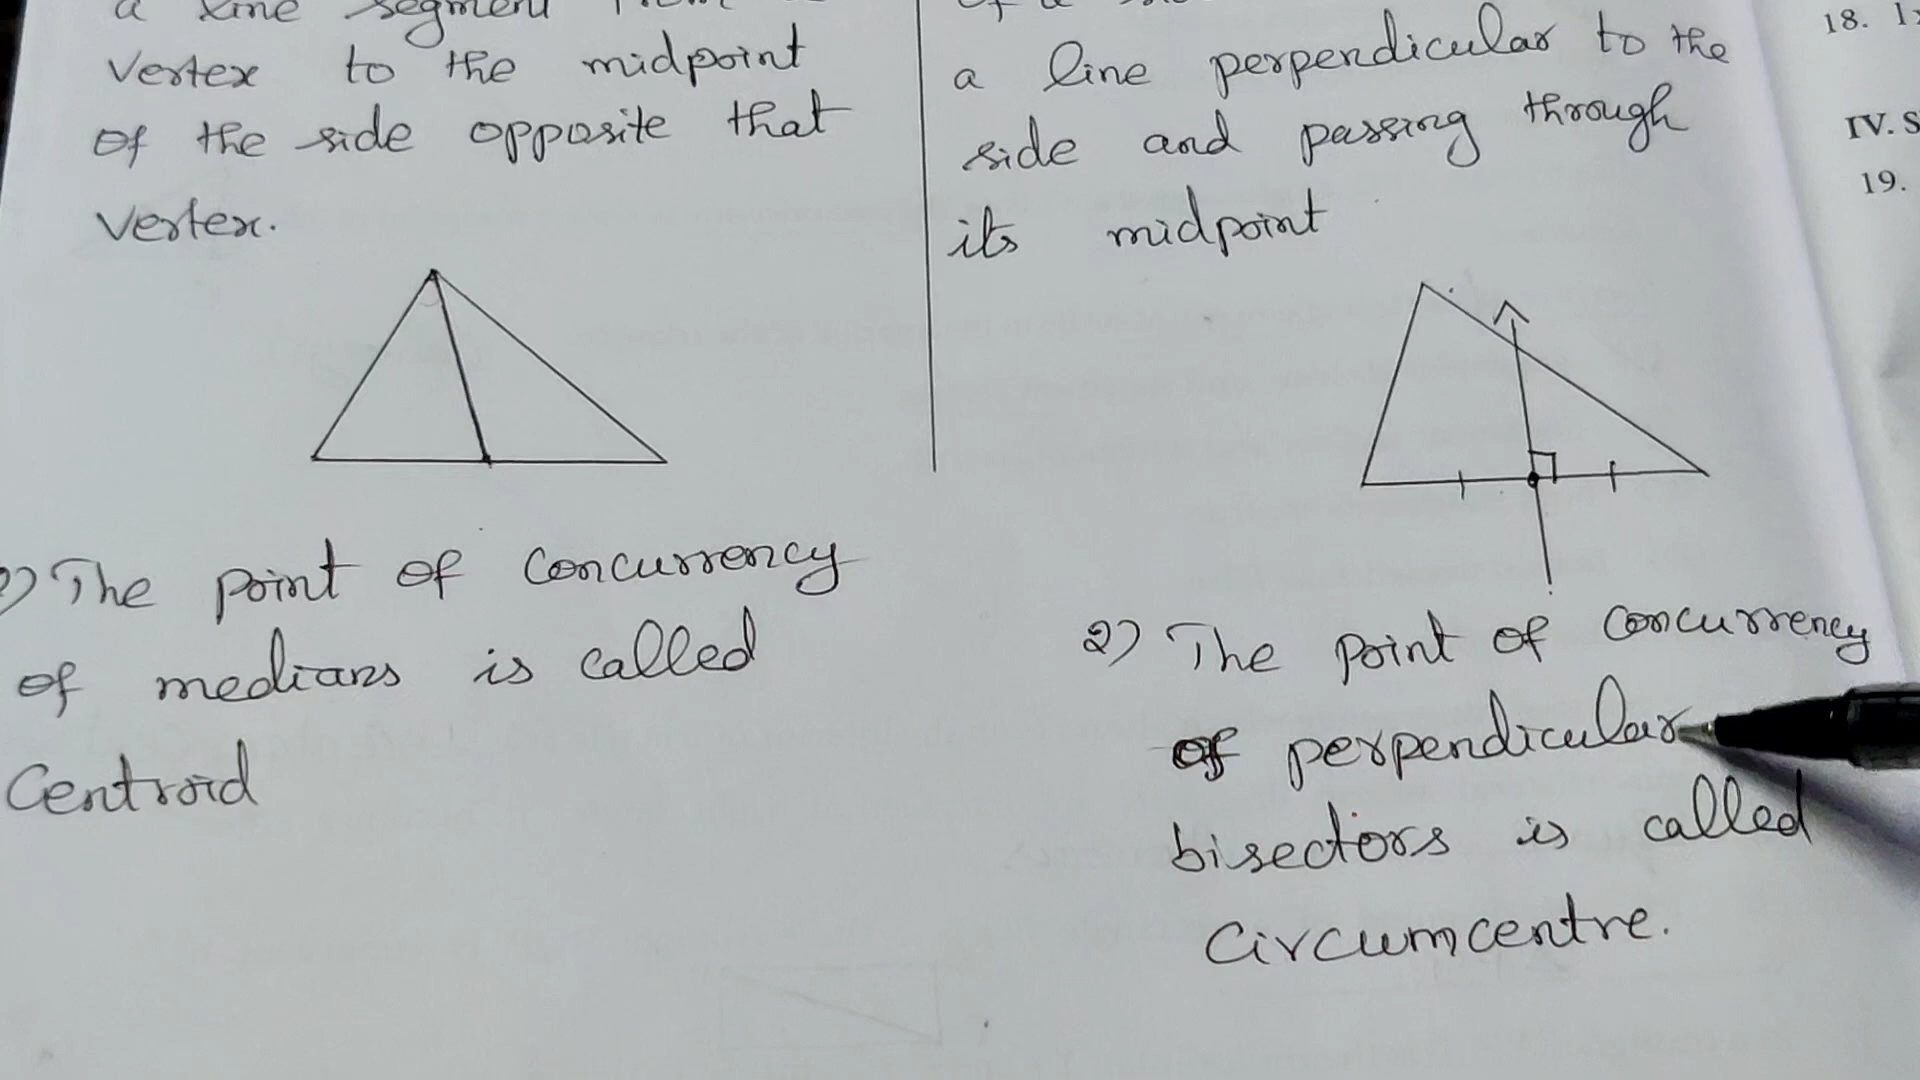 a line segment
vertex to the midpoint
of the side opposite that
vertex.
a line perpendicular to the
side and passing through
its midpoint
2) The point of concurrency
of medians is called
Centroid
2) The point of concurrency
of perpendicular
bisectors is called
Circumcentre.
18.
IV. S
19.